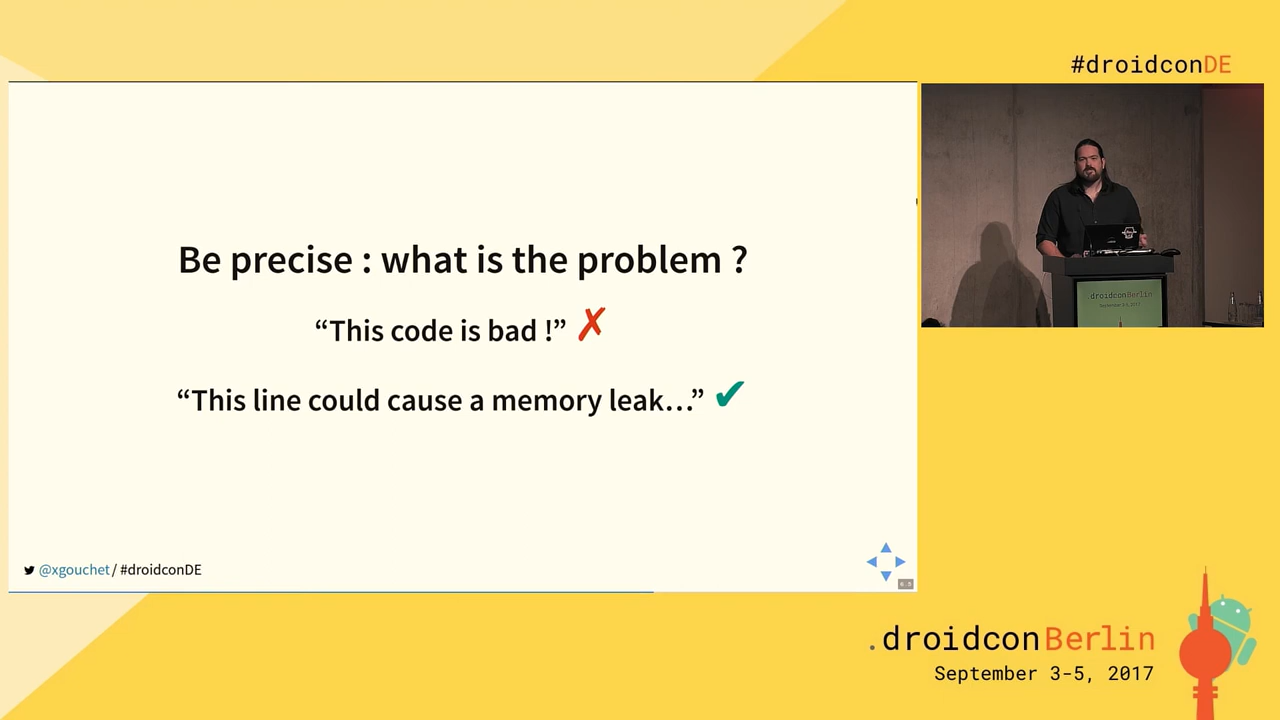 #droidconDE
Be precise : what is the problem ?
“This code is bad !” ✗
“This line could cause a memory leak...” ✔
@xgouchet / #droidconDE
.droidconBerlin
.droidconBerlin
September 3-5, 2017